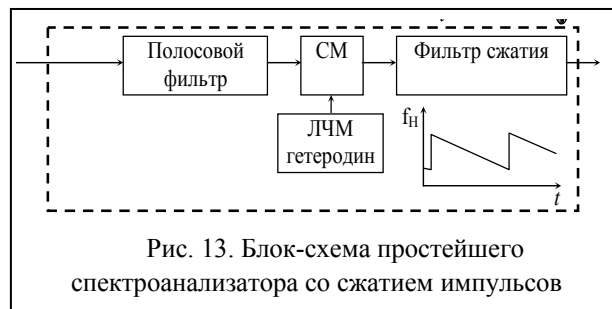 Полосовой
фильтр
СМ
Фильтр сжатия
ЛЧМ
гетеродин
fН
t
Рис. 13. Блок-схема простейшего
спектроанализатора со сжатием импульсов